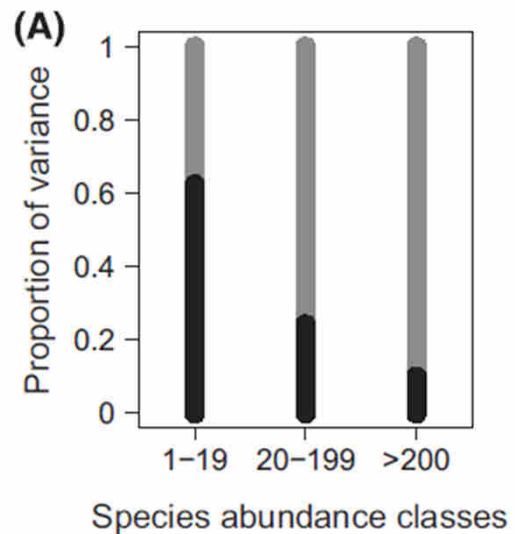 (A)
Proportion of variance
1
0.8
0.6
0.4
0.2
0
1−19 20−199 >200
Species abundance classes